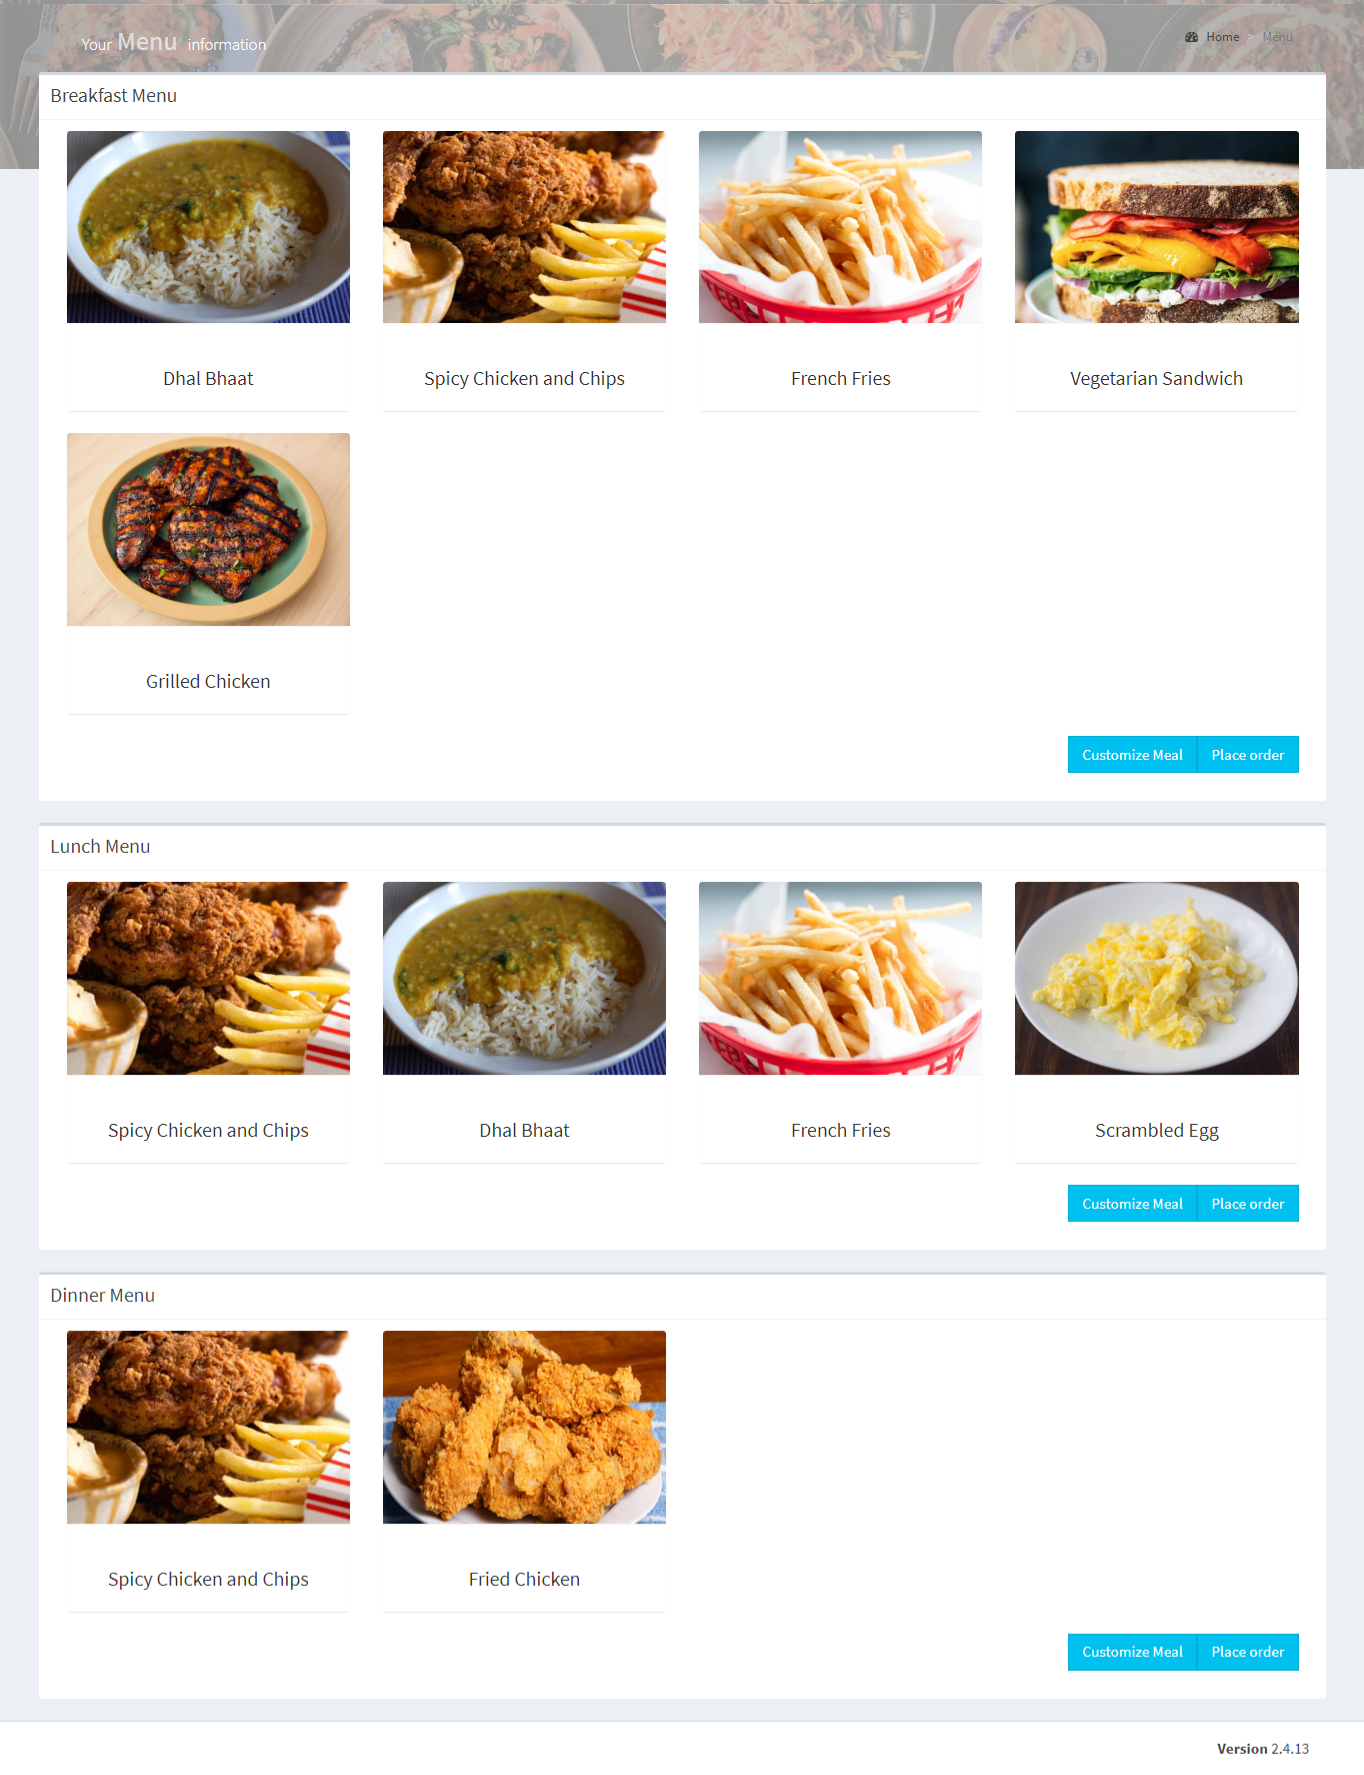 Your Menu information
Home > Menu
Breakfast Menu
Dhal Bhaat
Spicy Chicken and Chips
French Fries
Vegetarian Sandwich
Grilled Chicken
Customize Meal
Place order
Lunch Menu
Spicy Chicken and Chips
Dhal Bhaat
French Fries
Scrambled Egg
Customize Meal
Place order
Dinner Menu
Spicy Chicken and Chips
Fried Chicken
Customize Meal
Place order
Version 2.4.13